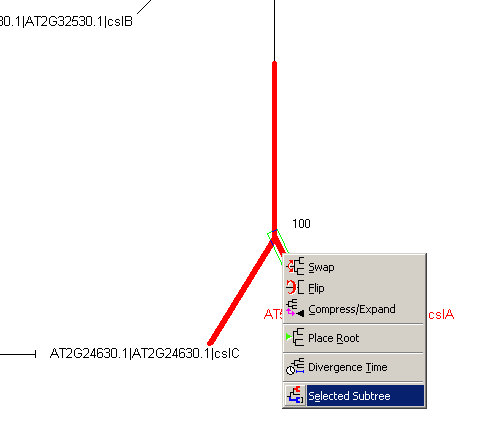 30.1|AT2G32530.1|cslB
100
Swap
Flip
Compress/Expand
AT
cslA
Place Root
AT2G24630.1|AT2G24630.1|cslC
Divergence Time
Selected Subtree